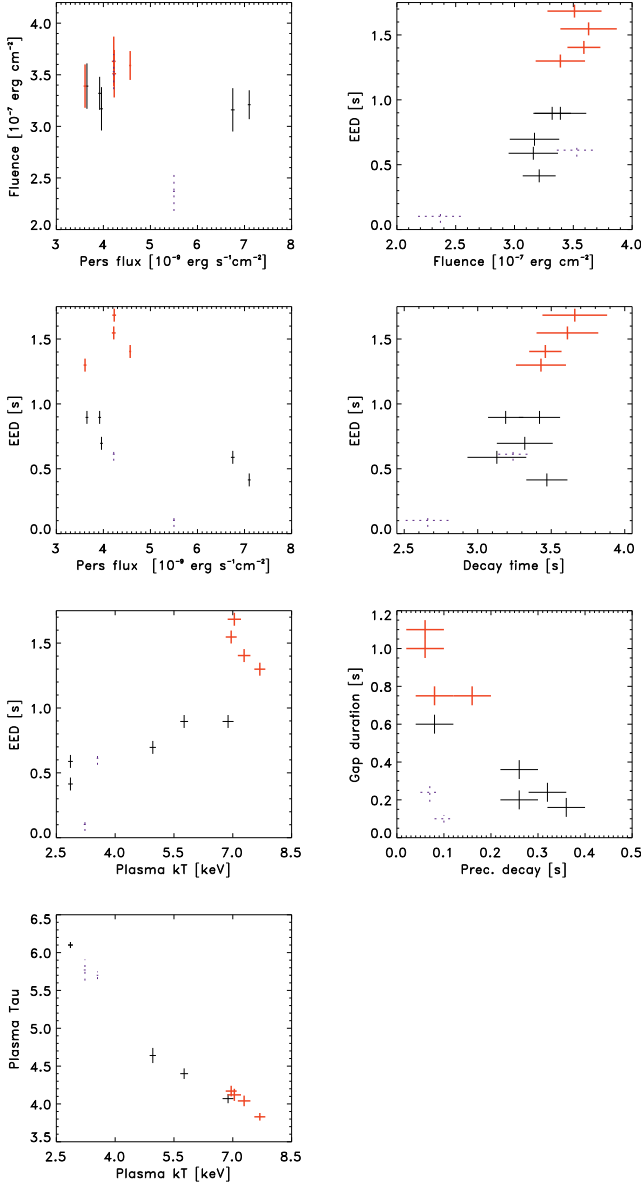 4.0
3.5
3.0
2.5
2.0
Fluence [10⁻⁷ erg cm⁻²]
3 4 5 6 7 8
Pers flux [10⁻⁹ erg s⁻¹cm⁻²]
1.5
1.0
0.5
0.0
EED [s]
2.0 2.5 3.0 3.5 4.0
Fluence [10⁻⁷ erg cm⁻²]
1.5
1.0
0.5
0.0
EED [s]
3 4 5 6 7 8
Pers flux [10⁻⁹ erg s⁻¹cm⁻²]
1.5
1.0
0.5
0.0
EED [s]
2.5 3.0 3.5 4.0
Decay time [s]
1.5
1.0
0.5
0.0
EED [s]
2.5 4.0 5.5 7.0 8.5
Plasma kT [keV]
1.2
1.0
0.8
0.6
0.4
0.2
0.0
Gap duration [s]
0.0 0.1 0.2 0.3 0.4 0.5
Prec. decay [s]
6.5
6.0
5.5
5.0
4.5
4.0
3.5
Plasma Tau
2.5 4.0 5.5 7.0 8.5
Plasma kT [keV]